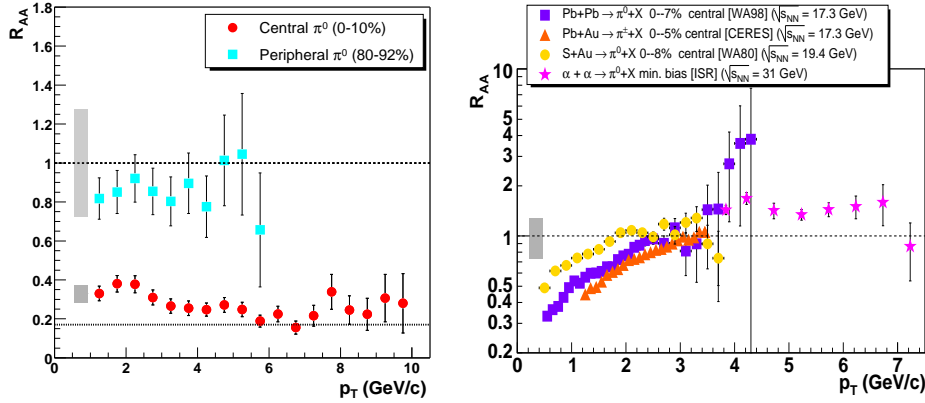 R_AA
1.8
1.6
1.4
1.2
1
0.8
0.6
0.4
0.2
0
0 2 4 6 8 10
p_T (GeV/c)
Central π⁰ (0-10%)
Peripheral π⁰ (80-92%)
Pb+Pb → π⁰+X 0--7% central [WA98] (√s_NN = 17.3 GeV)
Pb+Au → π±+X 0--5% central [CERES] (√s_NN = 17.3 GeV)
S+Au → π⁰+X 0--8% central [WA80] (√s_NN = 19.4 GeV)
α + α → π⁰+X min. bias [ISR] (√s_NN = 31 GeV)
R_AA
10
5
4
2
1
0.5
0.4
0.3
0.2
0 1 2 3 4 5 6 7
p_T (GeV/c)